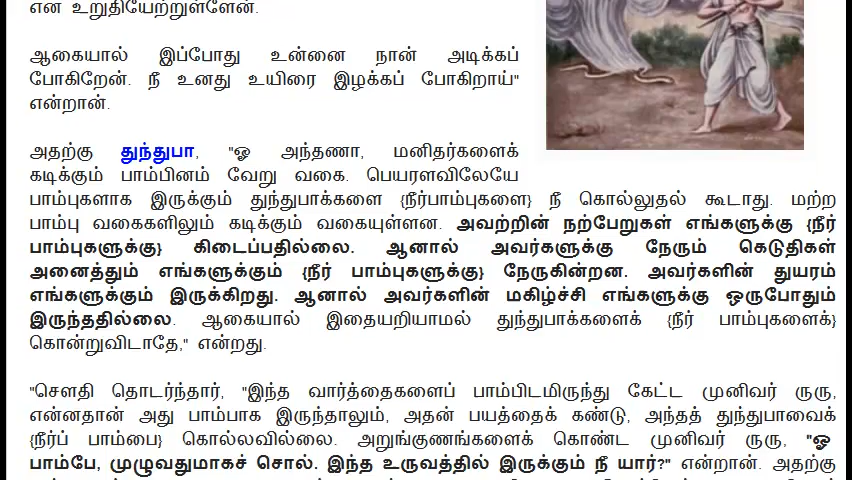 என உறுதியேற்றுள்ளேன்.
ஆகையால் இப்போது உன்னை நான் அடிக்கப்
போகிறேன். நீ உனது உயிரை இழக்கப் போகிறாய்"
என்றான்.
அதற்கு துந்துபா, "ஓ அந்தணா, மனிதர்களைக்
கடிக்கும் பாம்பினம் வேறு வகை. பெயரளவிலேயே
பாம்புகளாக இருக்கும் துந்துபாக்களை {நீர்பாம்புகளை} நீ கொல்லுதல் கூடாது. மற்ற
பாம்பு வகைகளிலும் கடிக்கும் வகையுள்ளன. அவற்றின் நற்பேறுகள் எங்களுக்கு {நீர்
பாம்புகளுக்கு} கிடைப்பதில்லை. ஆனால் அவர்களுக்கு நேரும் கெடுதிகள்
அனைத்தும் எங்களுக்கும் {நீர் பாம்புகளுக்கு} நேருகின்றன. அவர்களின் துயரம்
எங்களுக்கும் இருக்கிறது. ஆனால் அவர்களின் மகிழ்ச்சி எங்களுக்கு ஒருபோதும்
இருந்ததில்லை. ஆகையால் இதையறியாமல் துந்துபாக்களைக் {நீர் பாம்புகளைக்}
கொன்றுவிடாதே," என்றது.
"சௌதி தொடர்ந்தார், "இந்த வார்த்தைகளைப் பாம்பிடமிருந்து கேட்ட முனிவர் ருரு,
என்னதான் அது பாம்பாக இருந்தாலும், அதன் பயத்தைக் கண்டு, அந்தத் துந்துபாவைக்
{நீர்ப் பாம்பை} கொல்லவில்லை. அறுங்குணங்களைக் கொண்ட முனிவர் ருரு, "ஓ
பாம்பே, முழுவதுமாகச் சொல். இந்த உருவத்தில் இருக்கும் நீ யார்?" என்றான். அதற்கு